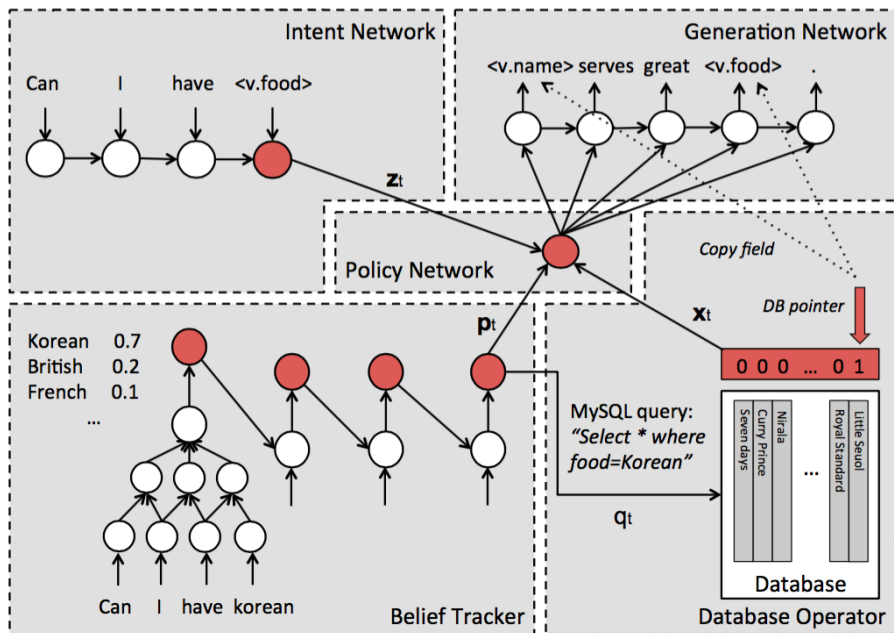 Intent Network
Can I have <v.food>
Generation Network
<v.name> serves great <v.food> .
zt
Policy Network
Copy field
DB pointer
pt
xt
Korean 0.7
British 0.2
French 0.1
...
0 0 0 ... 0 1
MySQL query:
“Select * where
food=Korean”
qt
Seven days
Curry Prince
Nirala
...
Royal Standard
Little Seuol
Database
Can I have korean
Belief Tracker
Database Operator